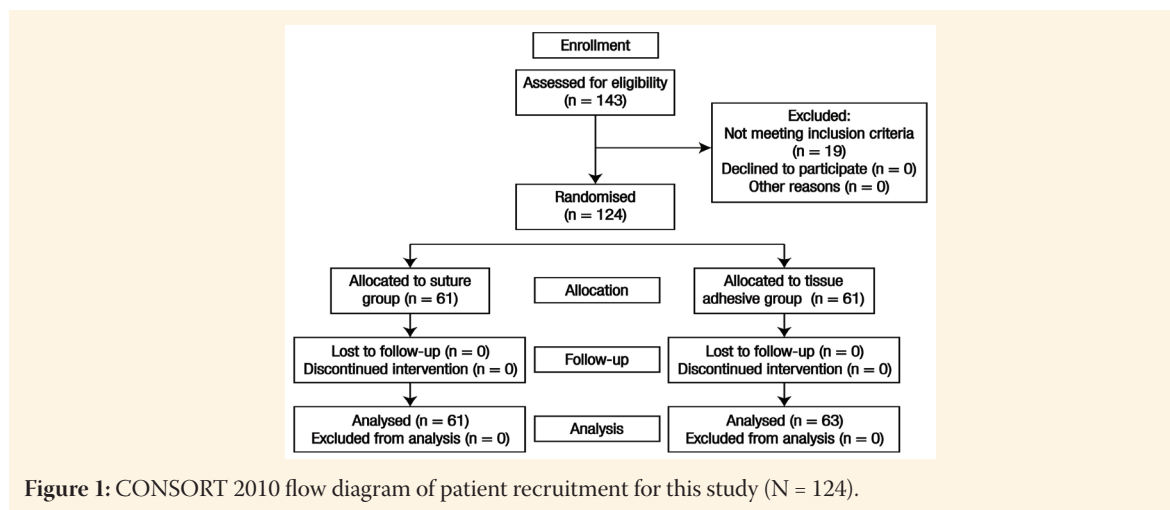 Enrollment
Assessed for eligibility
(n = 143)
Excluded:
Not meeting inclusion criteria
(n = 19)
Declined to participate (n = 0)
Other reasons (n = 0)
Randomised
(n = 124)
Allocated to suture
group (n = 61)
Allocation
Allocated to tissue
adhesive group (n = 61)
Lost to follow-up (n = 0)
Discontinued intervention (n = 0)
Follow-up
Lost to follow-up (n = 0)
Discontinued intervention (n = 0)
Analysed (n = 61)
Excluded from analysis (n = 0)
Analysis
Analysed (n = 63)
Excluded from analysis (n = 0)
Figure 1: CONSORT 2010 flow diagram of patient recruitment for this study (N = 124).